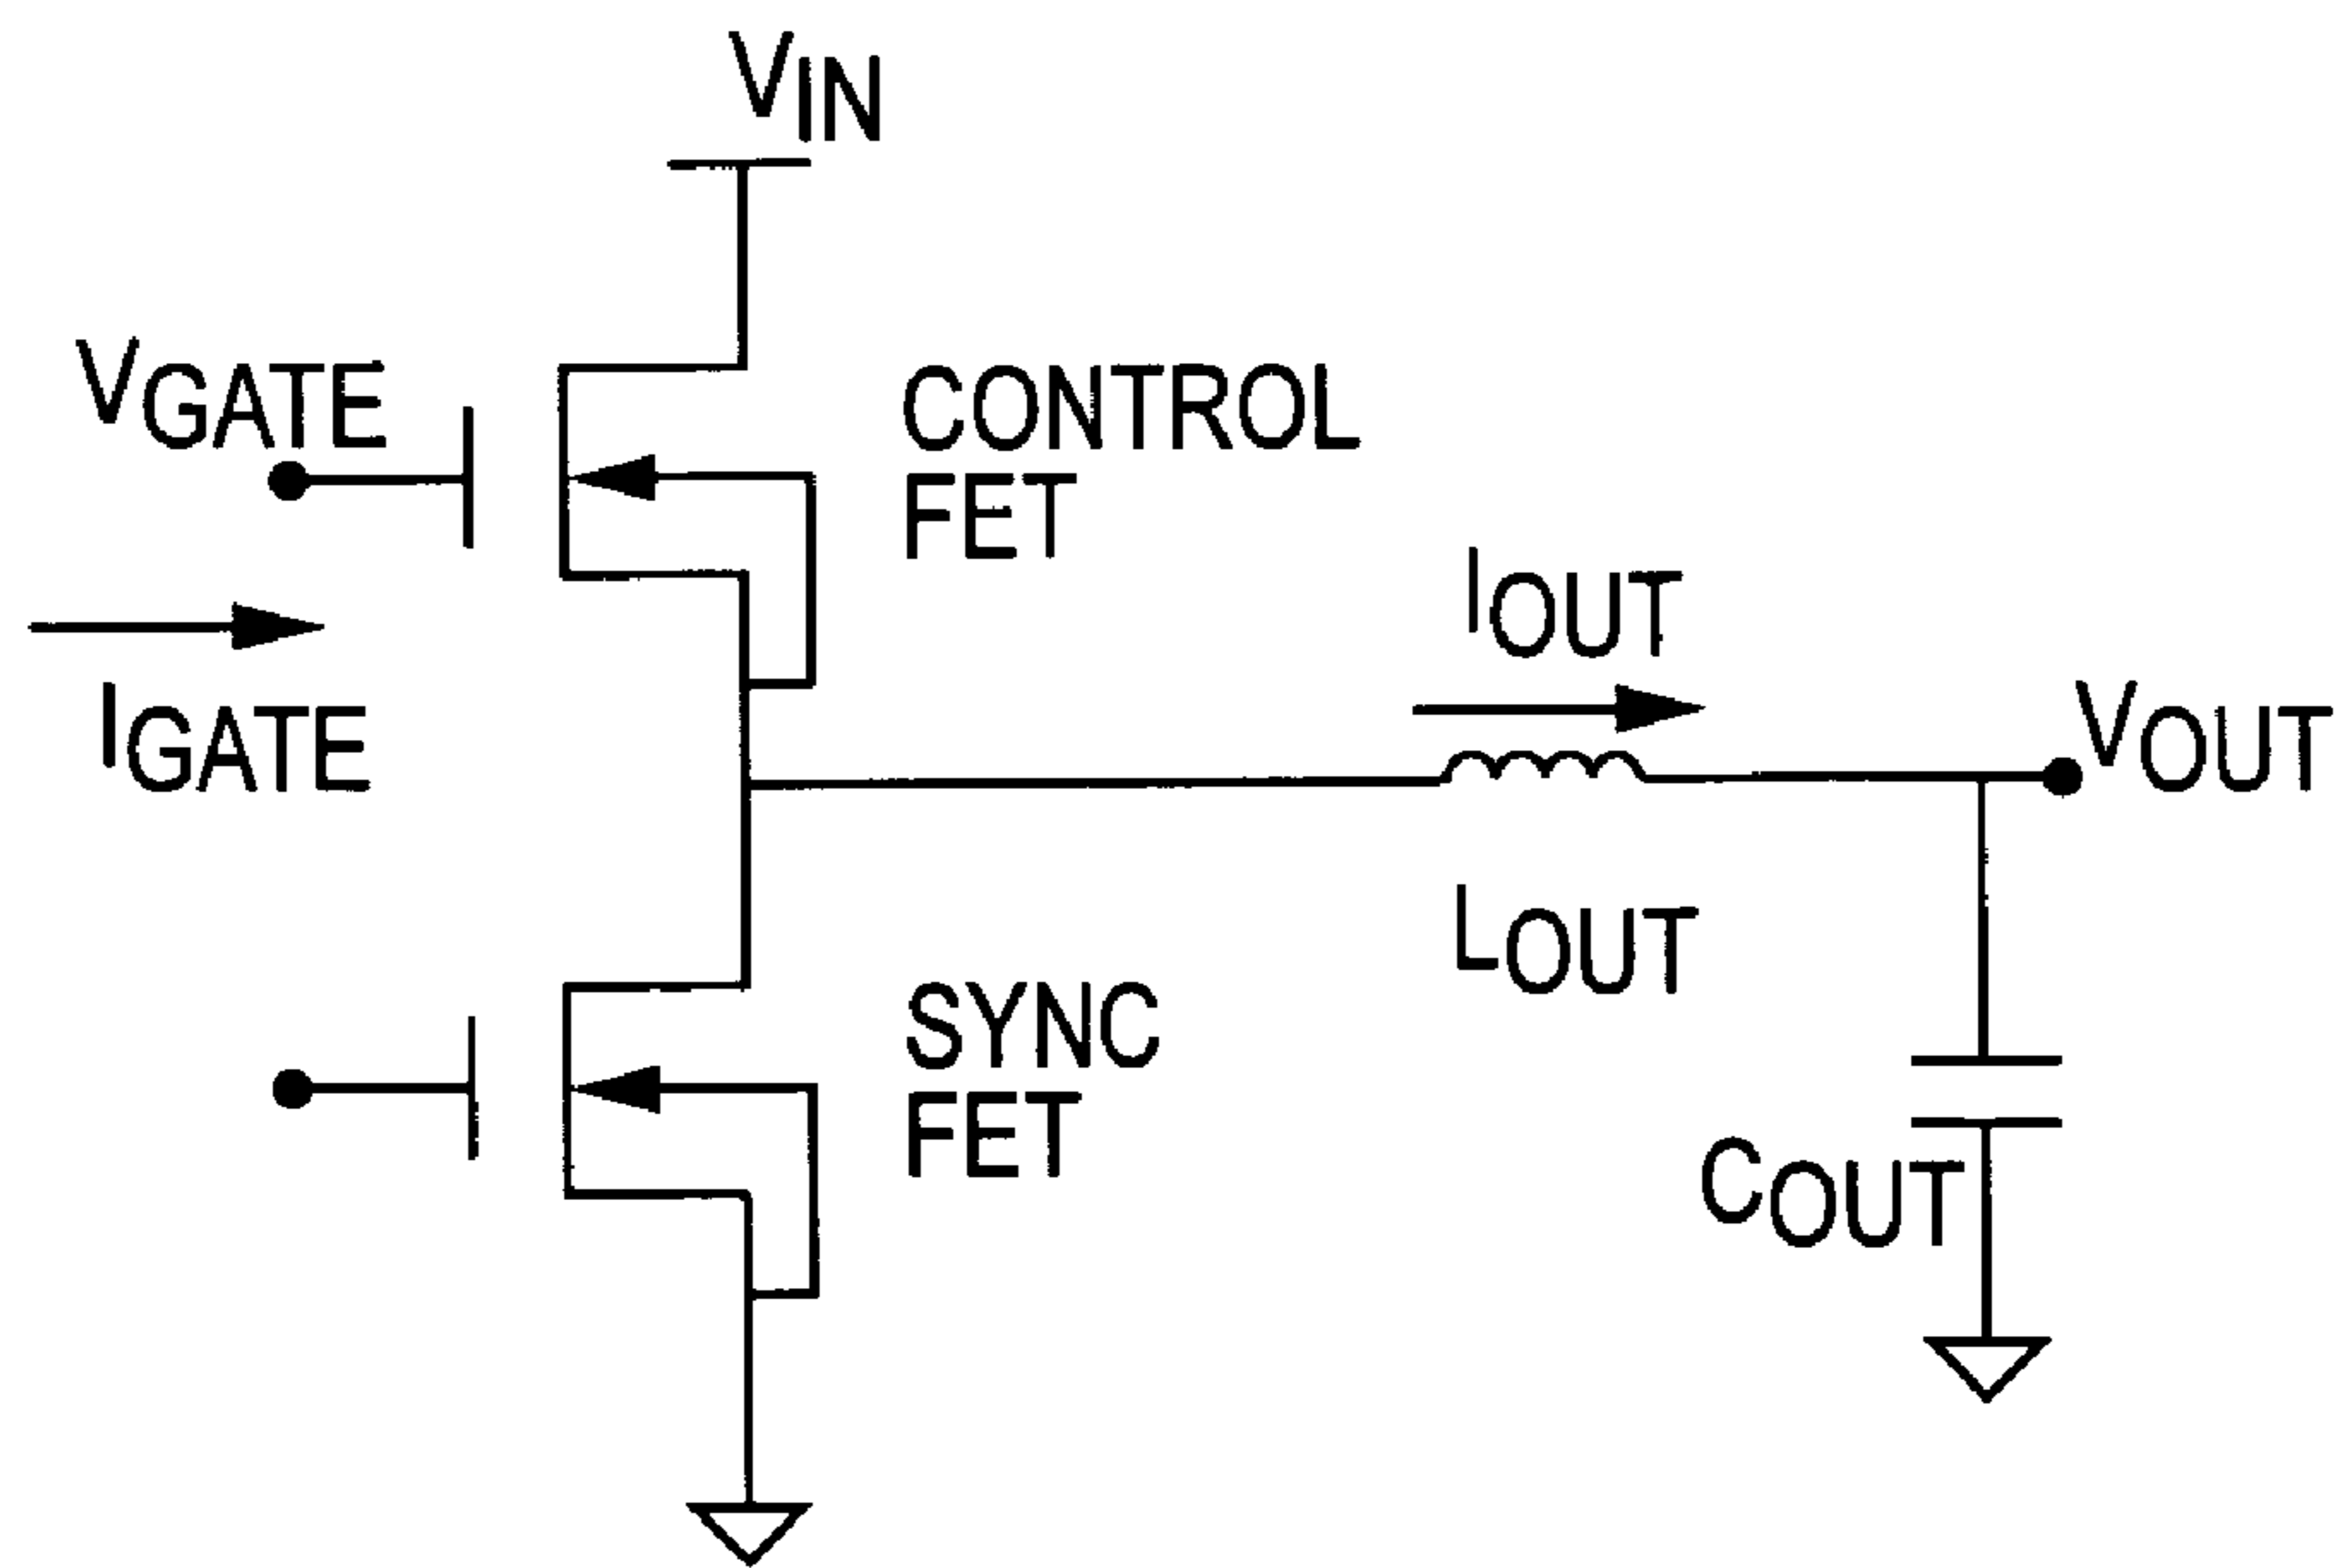 VIN
VGATE
CONTROL
FET
IGATE
IOUT
VOUT
LOUT
SYNC
FET
COUT